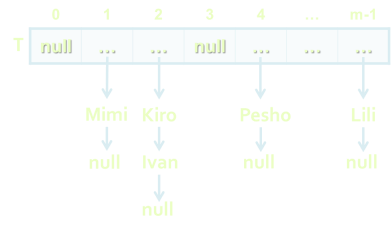 0 1 2 3 4 ... m-1
T null ... ... null ... ... ...
Mimi Kiro Pesho Lili
null Ivan null null
null